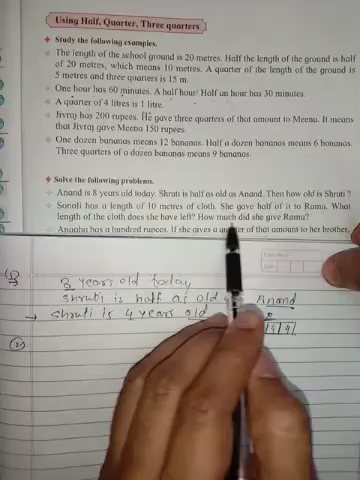 Using Half, Quarter, Three quarters
Study the following examples.
The length of the school ground is 20 metres. Half the length of the ground is half
of 20 metres, which means 10 metres. A quarter of the length of the ground is
5 metres and three quarters is 15 m.
One hour has 60 minutes. A half hour/ Half an hour has 30 minutes.
A quarter of 4 litres is 1 litre.
Jivraj has 200 rupees. He gave three quarters of that amount to Meena. It means
that Jivraj gave Meena 150 rupees.
One dozen bananas means 12 bananas. Half a dozen bananas means 6 bananas.
Three quarters of a dozen bananas means 9 bananas.
Solve the following problems.
Anand is 8 years old today. Shruti is half as old as Anand. Then how old is Shruti ?
Sonali has a length of 10 metres of cloth. She gave half of it to Ramu. What
length of the cloth does she have left? How much did she give Ramu?
Anagha has a hundred rupees. If she gives a quarter of that amount to her brother,
(1) 8 years old today
Shruti is half as old Anand
→ Shruti is 4 years old
(2)